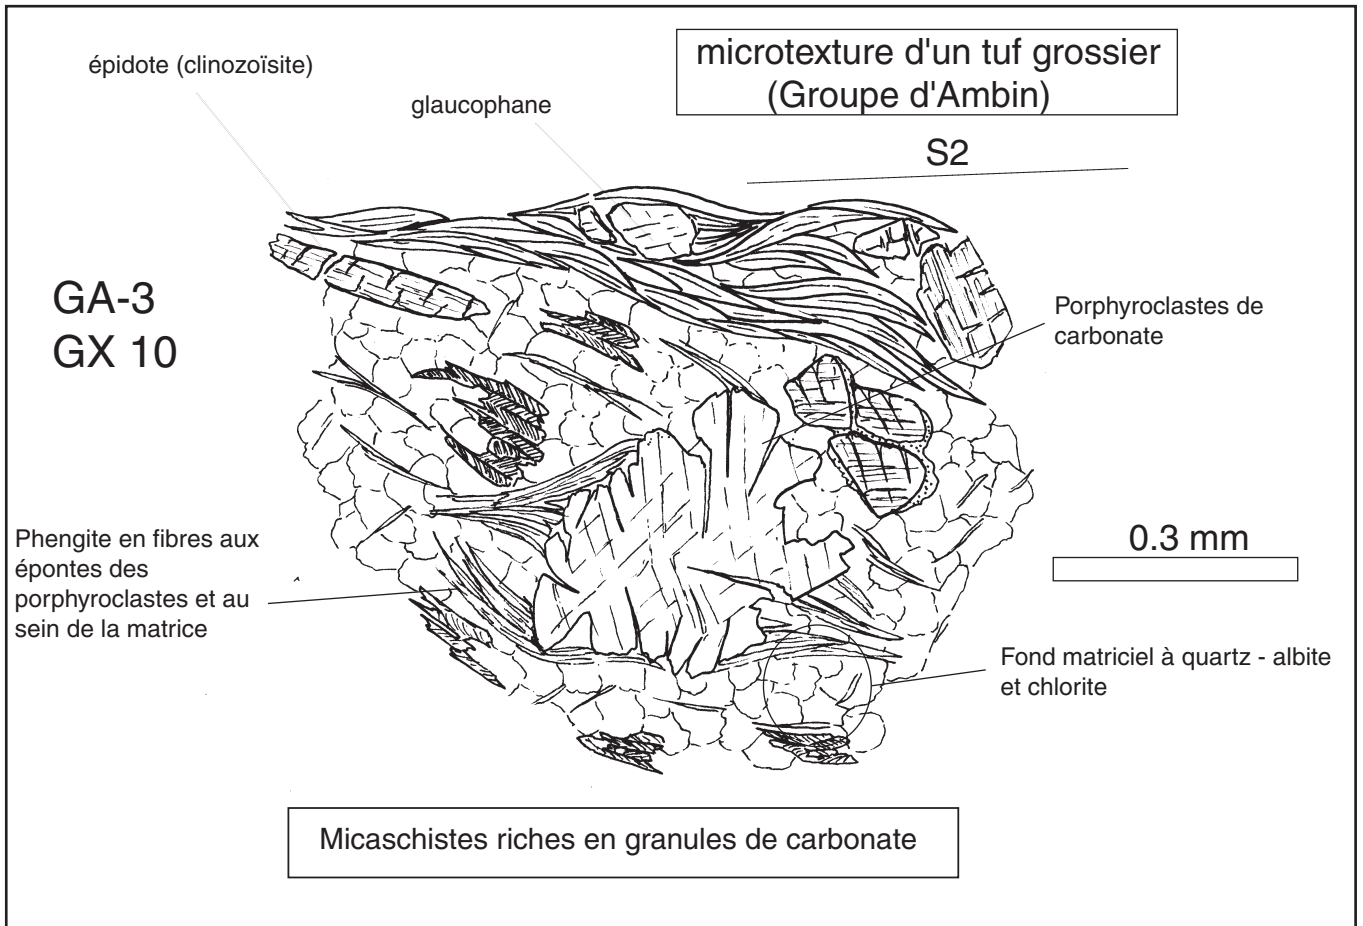 microtexture d'un tuf grossier
(Groupe d'Ambin)
épidote (clinozoïsite)
glaucophane
S2
GA-3
GX 10
Porphyroclastes de
carbonate
Phengite en fibres aux
épontes des
porphyroclastes et au
sein de la matrice
0.3 mm
Fond matriciel à quartz - albite
et chlorite
Micaschistes riches en granules de carbonate